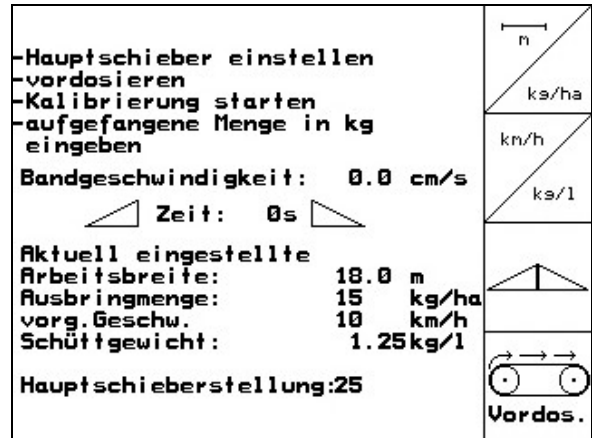 -Hauptschieber einstellen
-vordosieren
-Kalibrierung starten
-aufgefangene Menge in kg
eingeben
Bandgeschwindigkeit: 0.0 cm/s
Zeit: 0s
Aktuell eingestellte
Arbeitsbreite: 18.0 m
Ausbringmenge: 15 kg/ha
vorg.Geschw. 10 km/h
Schüttgewicht: 1.25kg/l
Hauptschieberstellung:25
m
kg/ha
km/h
kg/l
Vordos.